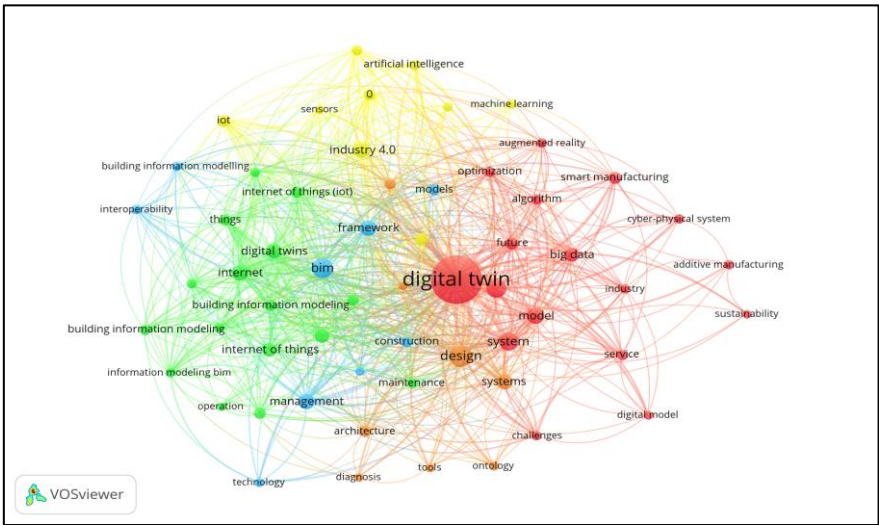 artificial intelligence
0
machine learning
sensors
iot
industry 4.0
augmented reality
building information modelling
optimization
smart manufacturing
internet of things (iot)
models
algorithm
interoperability
things
framework
cyber-physical system
future
digital twins
big data
internet
bim
digital twin
additive manufacturing
industry
building information modeling
model
sustainability
building information modeling
construction
system
internet of things
design
service
information modeling bim
maintenance
systems
operation
management
digital model
architecture
challenges
tools
ontology
technology
diagnosis
VOSviewer